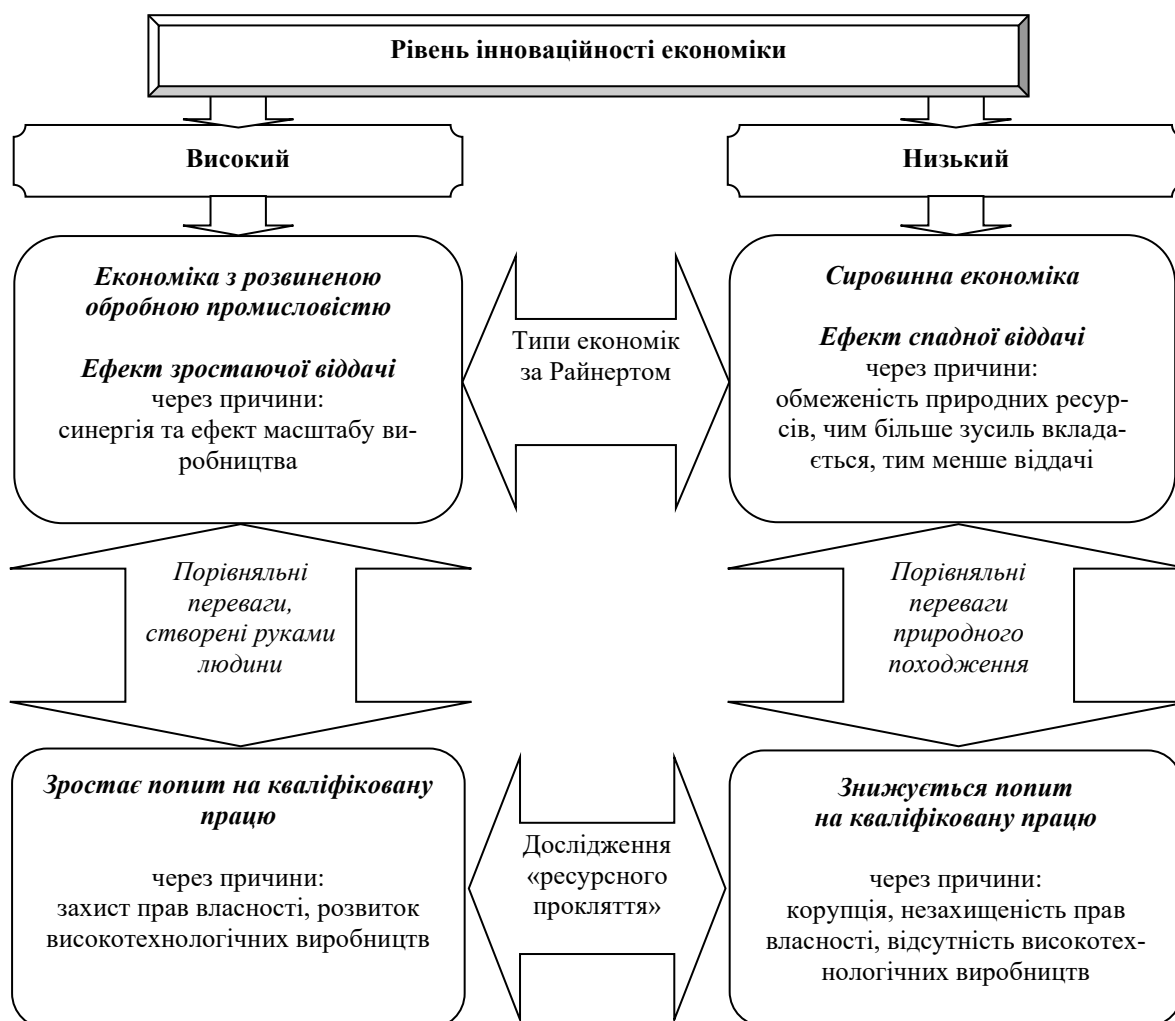 Рівень інноваційності економіки
Високий
Низький
Економіка з розвиненою
обробною промисловістю
Ефект зростаючої віддачі
через причини:
синергія та ефект масштабу ви-
робництва
Типи економік
за Райнертом
Сировинна економіка
Ефект спадної віддачі
через причини:
обмеженість природних ресур-
сів, чим більше зусиль вклада-
ється, тим менше віддачі
Порівняльні
переваги,
створені руками
людини
Порівняльні
переваги
природного
походження
Зростає попит на кваліфіковану
працю
через причини:
захист прав власності, розвиток
високотехнологічних виробництв
Дослідження
«ресурсного
прокляття»
Знижується попит
на кваліфіковану працю
через причини:
корупція, незахищеність прав
власності, відсутність високотех-
нологічних виробництв